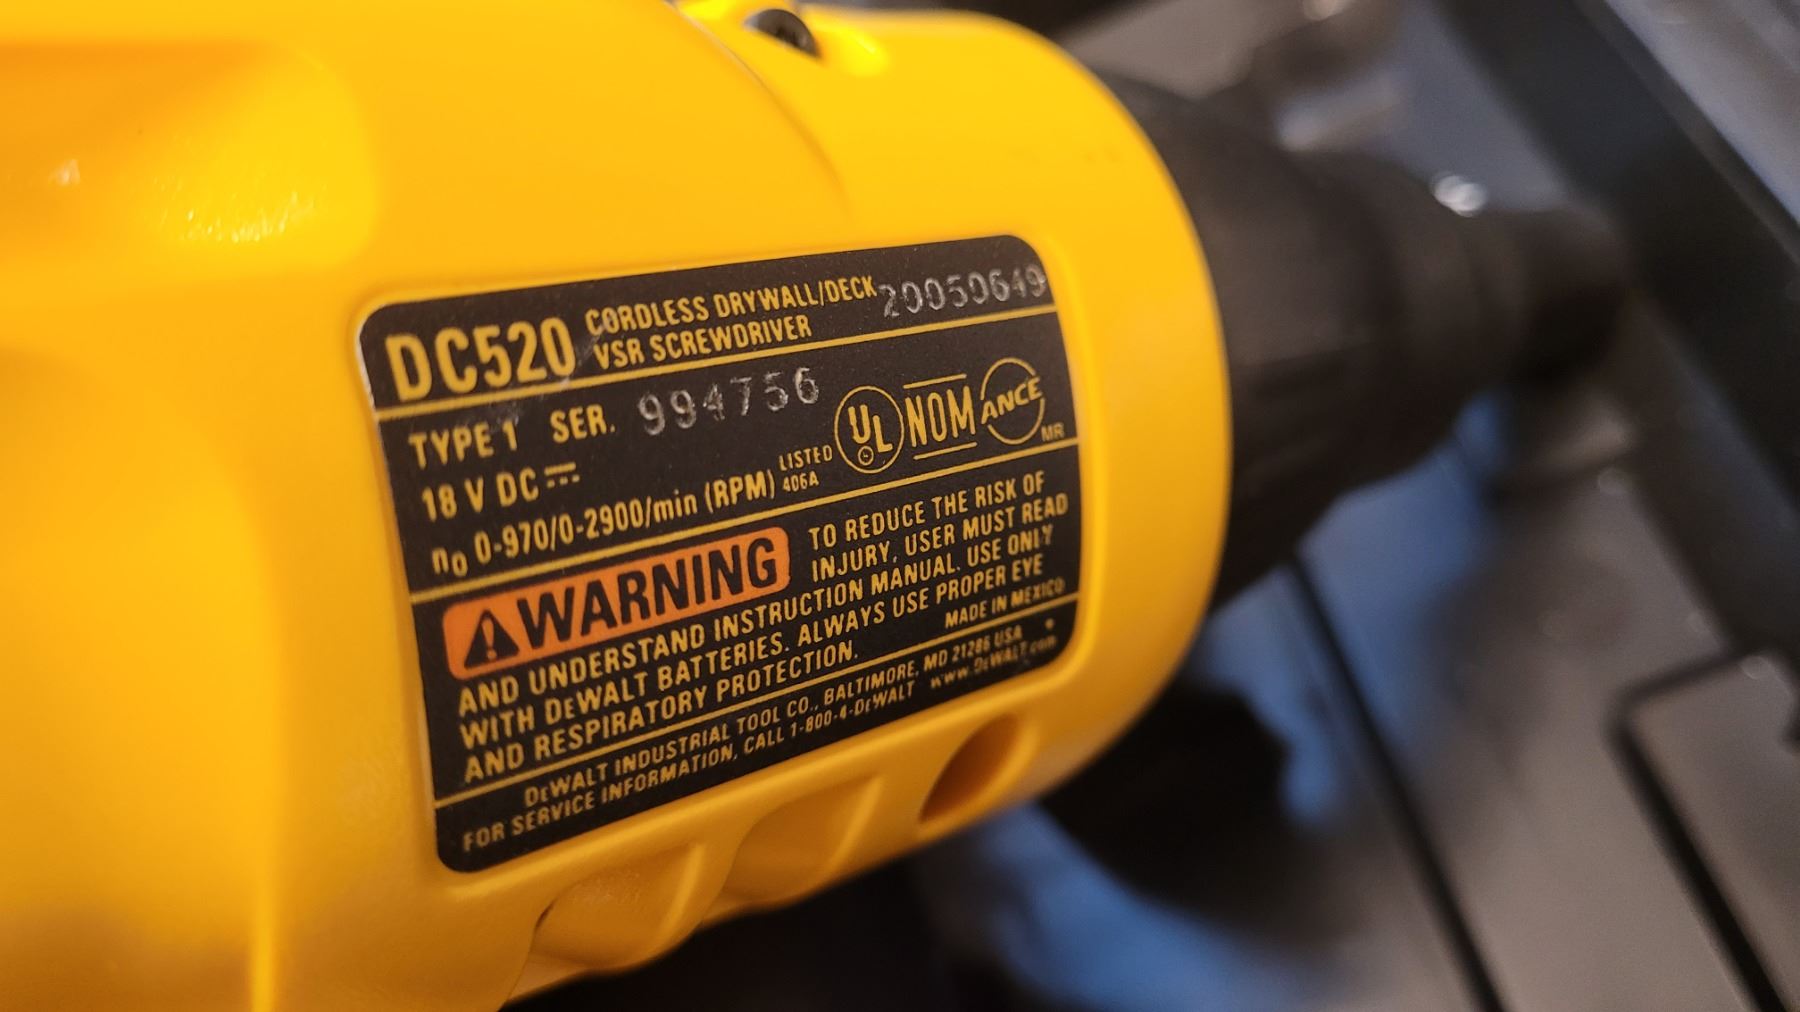 DC520 CORDLESS DRYWALL/DECK 20050649
VSR SCREWDRIVER
TYPE 1 SER. 994756
18 V DC
n₀ 0-970/0-2900/min (RPM)
LISTED
406A
UL
NOM
ANCE
MR
WARNING TO REDUCE THE RISK OF
INJURY, USER MUST READ
AND UNDERSTAND INSTRUCTION MANUAL. USE ONLY
WITH DEWALT BATTERIES. ALWAYS USE PROPER EYE
AND RESPIRATORY PROTECTION.
MADE IN MEXICO
DEWALT INDUSTRIAL TOOL CO., BALTIMORE, MD 21286 USA
FOR SERVICE INFORMATION, CALL 1-800-4-DEWALT www.DEWALT.com